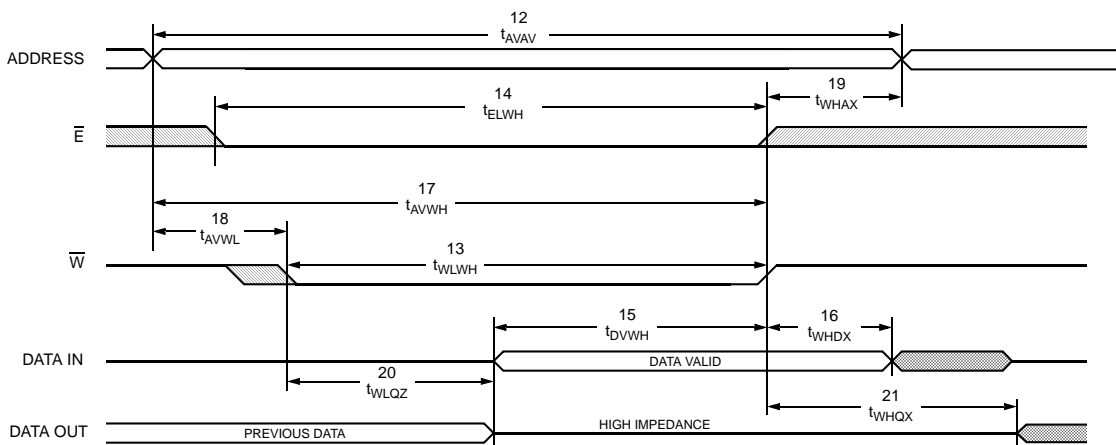 12
tAVAV
ADDRESS
19
tWHAX
14
tELWH
E̅
17
tAVWH
18
tAVWL
13
tWLWH
W̅
15
tDVWH
16
tWHDX
DATA IN
DATA VALID
20
tWLQZ
21
tWHQX
DATA OUT
PREVIOUS DATA
HIGH IMPEDANCE